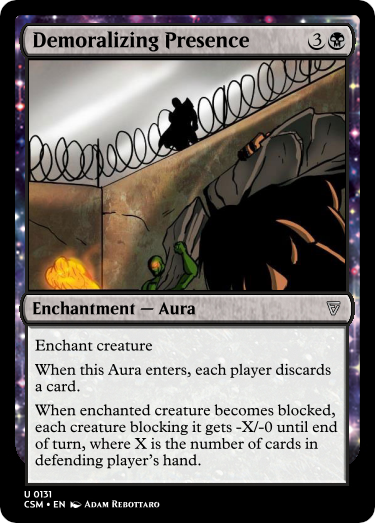 Demoralizing Presence 3
Enchantment — Aura
Enchant creature
When this Aura enters, each player discards
a card.
When enchanted creature becomes blocked,
each creature blocking it gets -X/-0 until end
of turn, where X is the number of cards in
defending player's hand.
U 0131
CSM • EN Adam Rebottaro